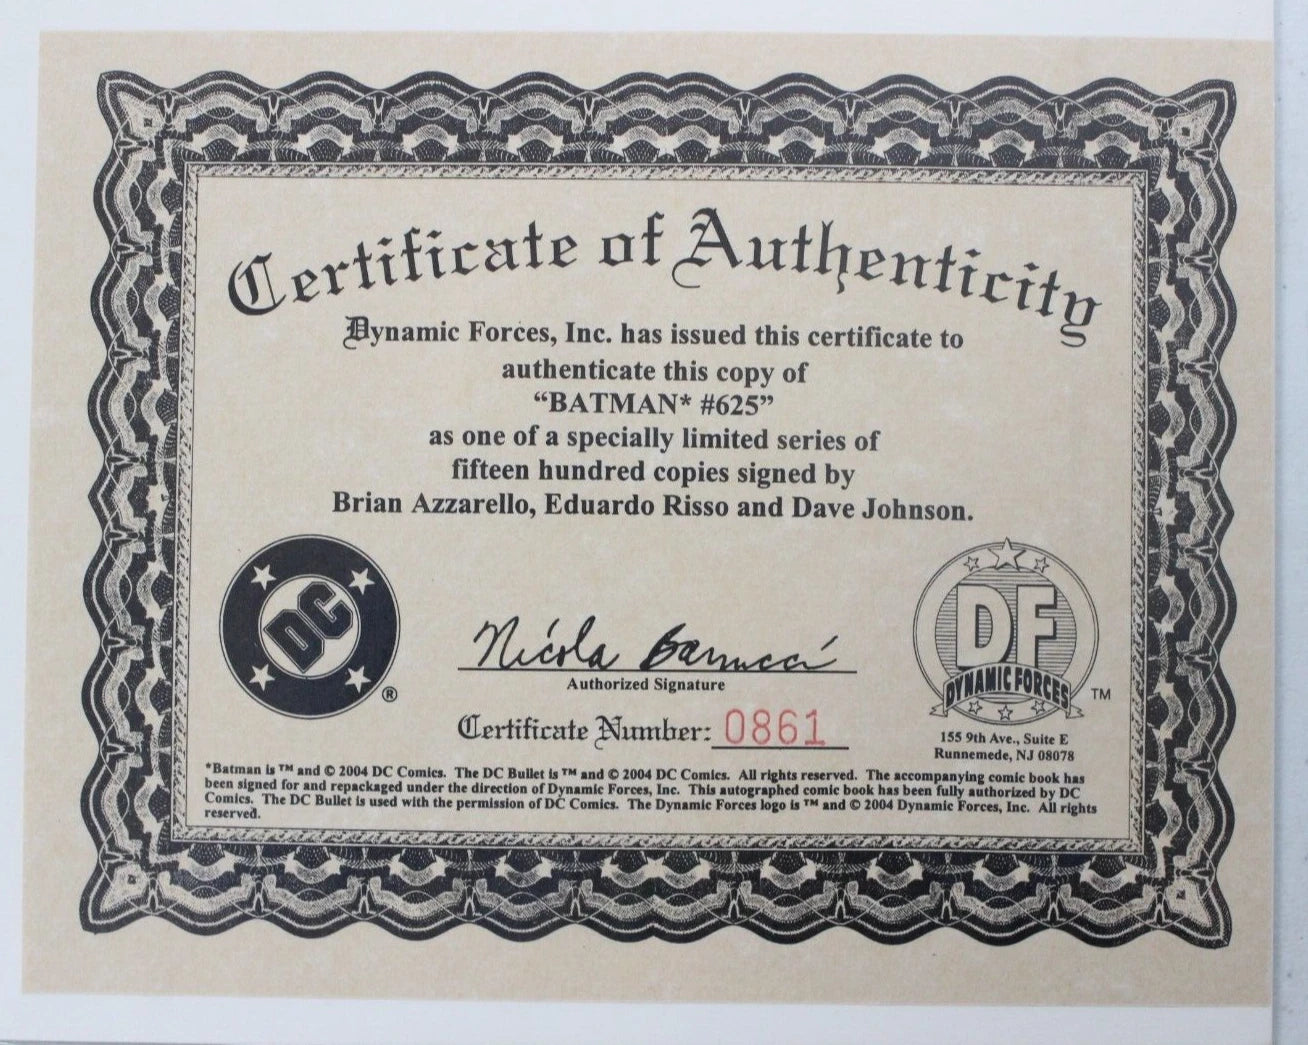 Certificate of Authenticity
Dynamic Forces, Inc. has issued this certificate to
authenticate this copy of
“BATMAN* #625”
as one of a specially limited series of
fifteen hundred copies signed by
Brian Azzarello, Eduardo Risso and Dave Johnson.
DC
®
Nicola Barrucci
Authorized Signature
Certificate Number: 0861
DF
DYNAMIC FORCES
TM
155 9th Ave., Suite E
Runnemede, NJ 08078
*Batman is ™ and © 2004 DC Comics. The DC Bullet is ™ and © 2004 DC Comics. All rights reserved. The accompanying comic book has
been signed for and repackaged under the direction of Dynamic Forces, Inc. This autographed comic book has been fully authorized by DC
Comics. The DC Bullet is used with the permission of DC Comics. The Dynamic Forces logo is ™ and © 2004 Dynamic Forces, Inc. All rights
reserved.